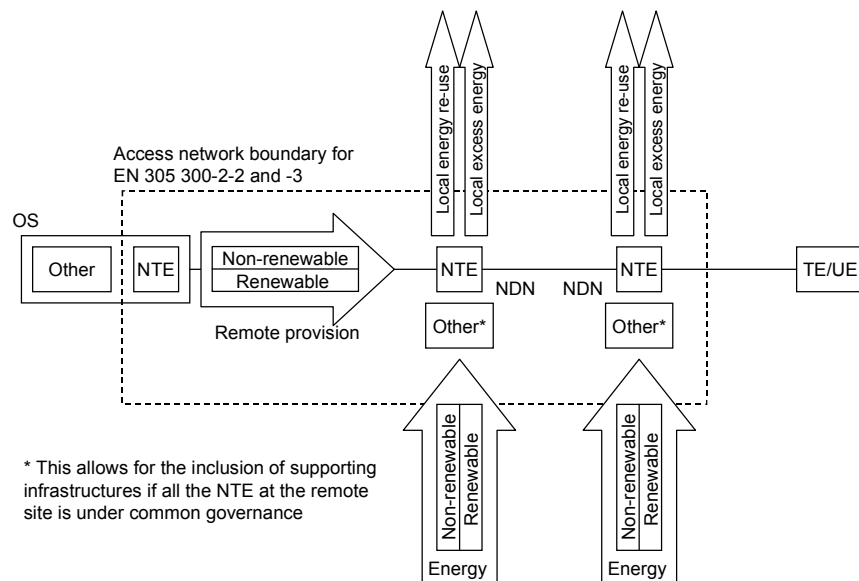 Local energy re-use
Local excess energy
Local energy re-use
Local excess energy
Access network boundary for
EN 305 300-2-2 and -3
OS
Other
NTE
Non-renewable
Renewable
Remote provision
NTE
NDN
NDN
NTE
TE/UE
Other*
Other*
Non-renewable
Renewable
Non-renewable
Renewable
* This allows for the inclusion of supporting
infrastructures if all the NTE at the remote
site is under common governance
Energy
Energy